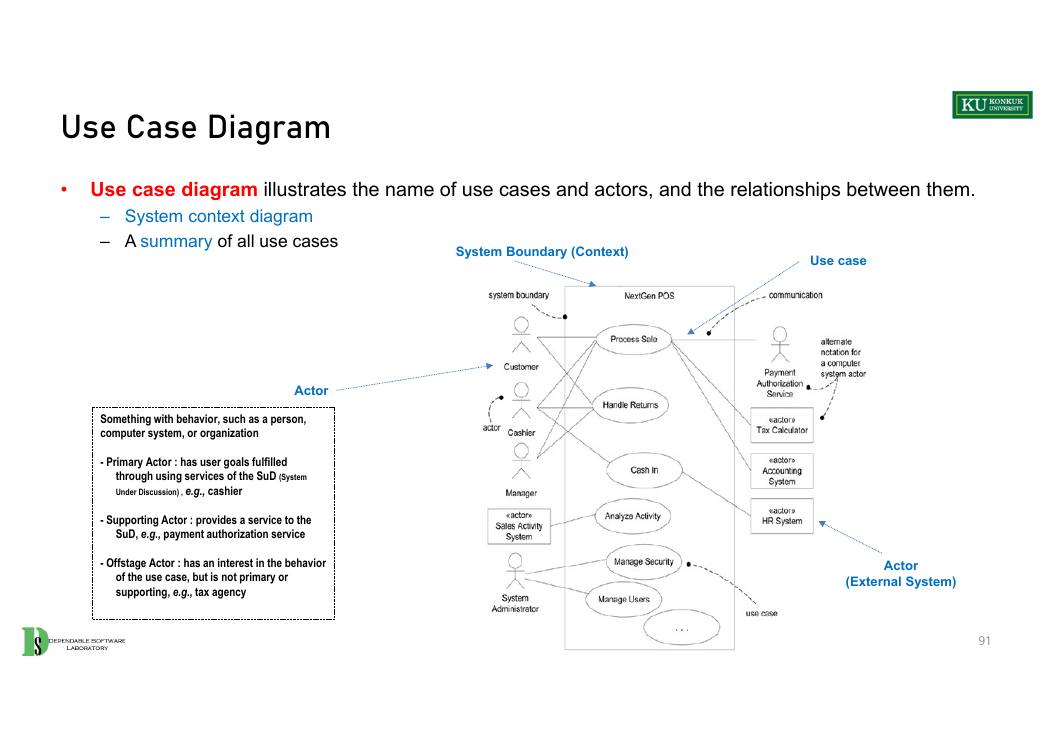 KU KONKUK
UNIVERSITY
Use Case Diagram
• Use case diagram illustrates the name of use cases and actors, and the relationships between them.
– System context diagram
– A summary of all use cases
System Boundary (Context)
Use case
system boundary
NextGen POS
communication
Process Sale
Customer
Payment
Authorization
Service
alternate
notation for
a computer
system actor
Actor
Something with behavior, such as a person,
computer system, or organization
- Primary Actor : has user goals fulfilled
through using services of the SuD (System
Under Discussion) , e.g., cashier
- Supporting Actor : provides a service to the
SuD, e.g., payment authorization service
- Offstage Actor : has an interest in the behavior
of the use case, but is not primary or
supporting, e.g., tax agency
Handle Returns
actor
Cashier
«actor»
Tax Calculator
Cash In
«actor»
Accounting
System
Manager
«actor»
Sales Activity
System
Analyze Activity
«actor»
HR System
Manage Security
Actor
(External System)
System
Administrator
Manage Users
use case
. . .
DS DEPENDABLE SOFTWARE
LABORATORY
91